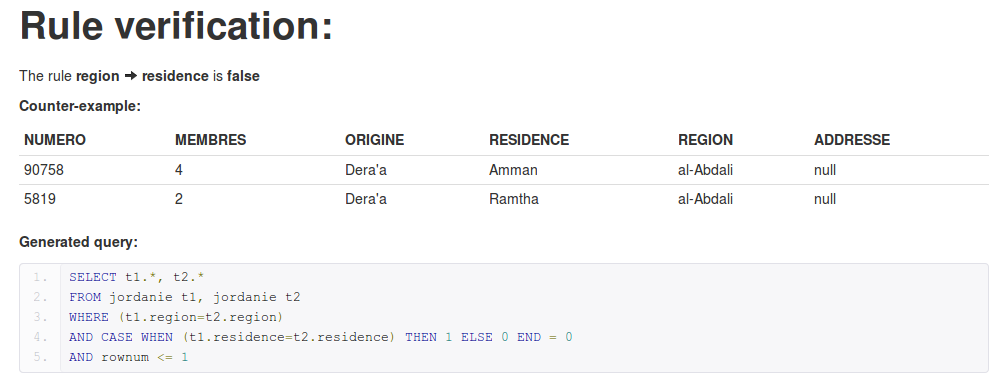 Rule verification:
The rule region ➔ residence is false
Counter-example:
NUMERO MEMBRES ORIGINE RESIDENCE REGION ADDRESSE
90758 4 Dera'a Amman al-Abdali null
5819 2 Dera'a Ramtha al-Abdali null
Generated query:
1. SELECT t1.*, t2.*
2. FROM jordanie t1, jordanie t2
3. WHERE (t1.region=t2.region)
4. AND CASE WHEN (t1.residence=t2.residence) THEN 1 ELSE 0 END = 0
5. AND rownum <= 1